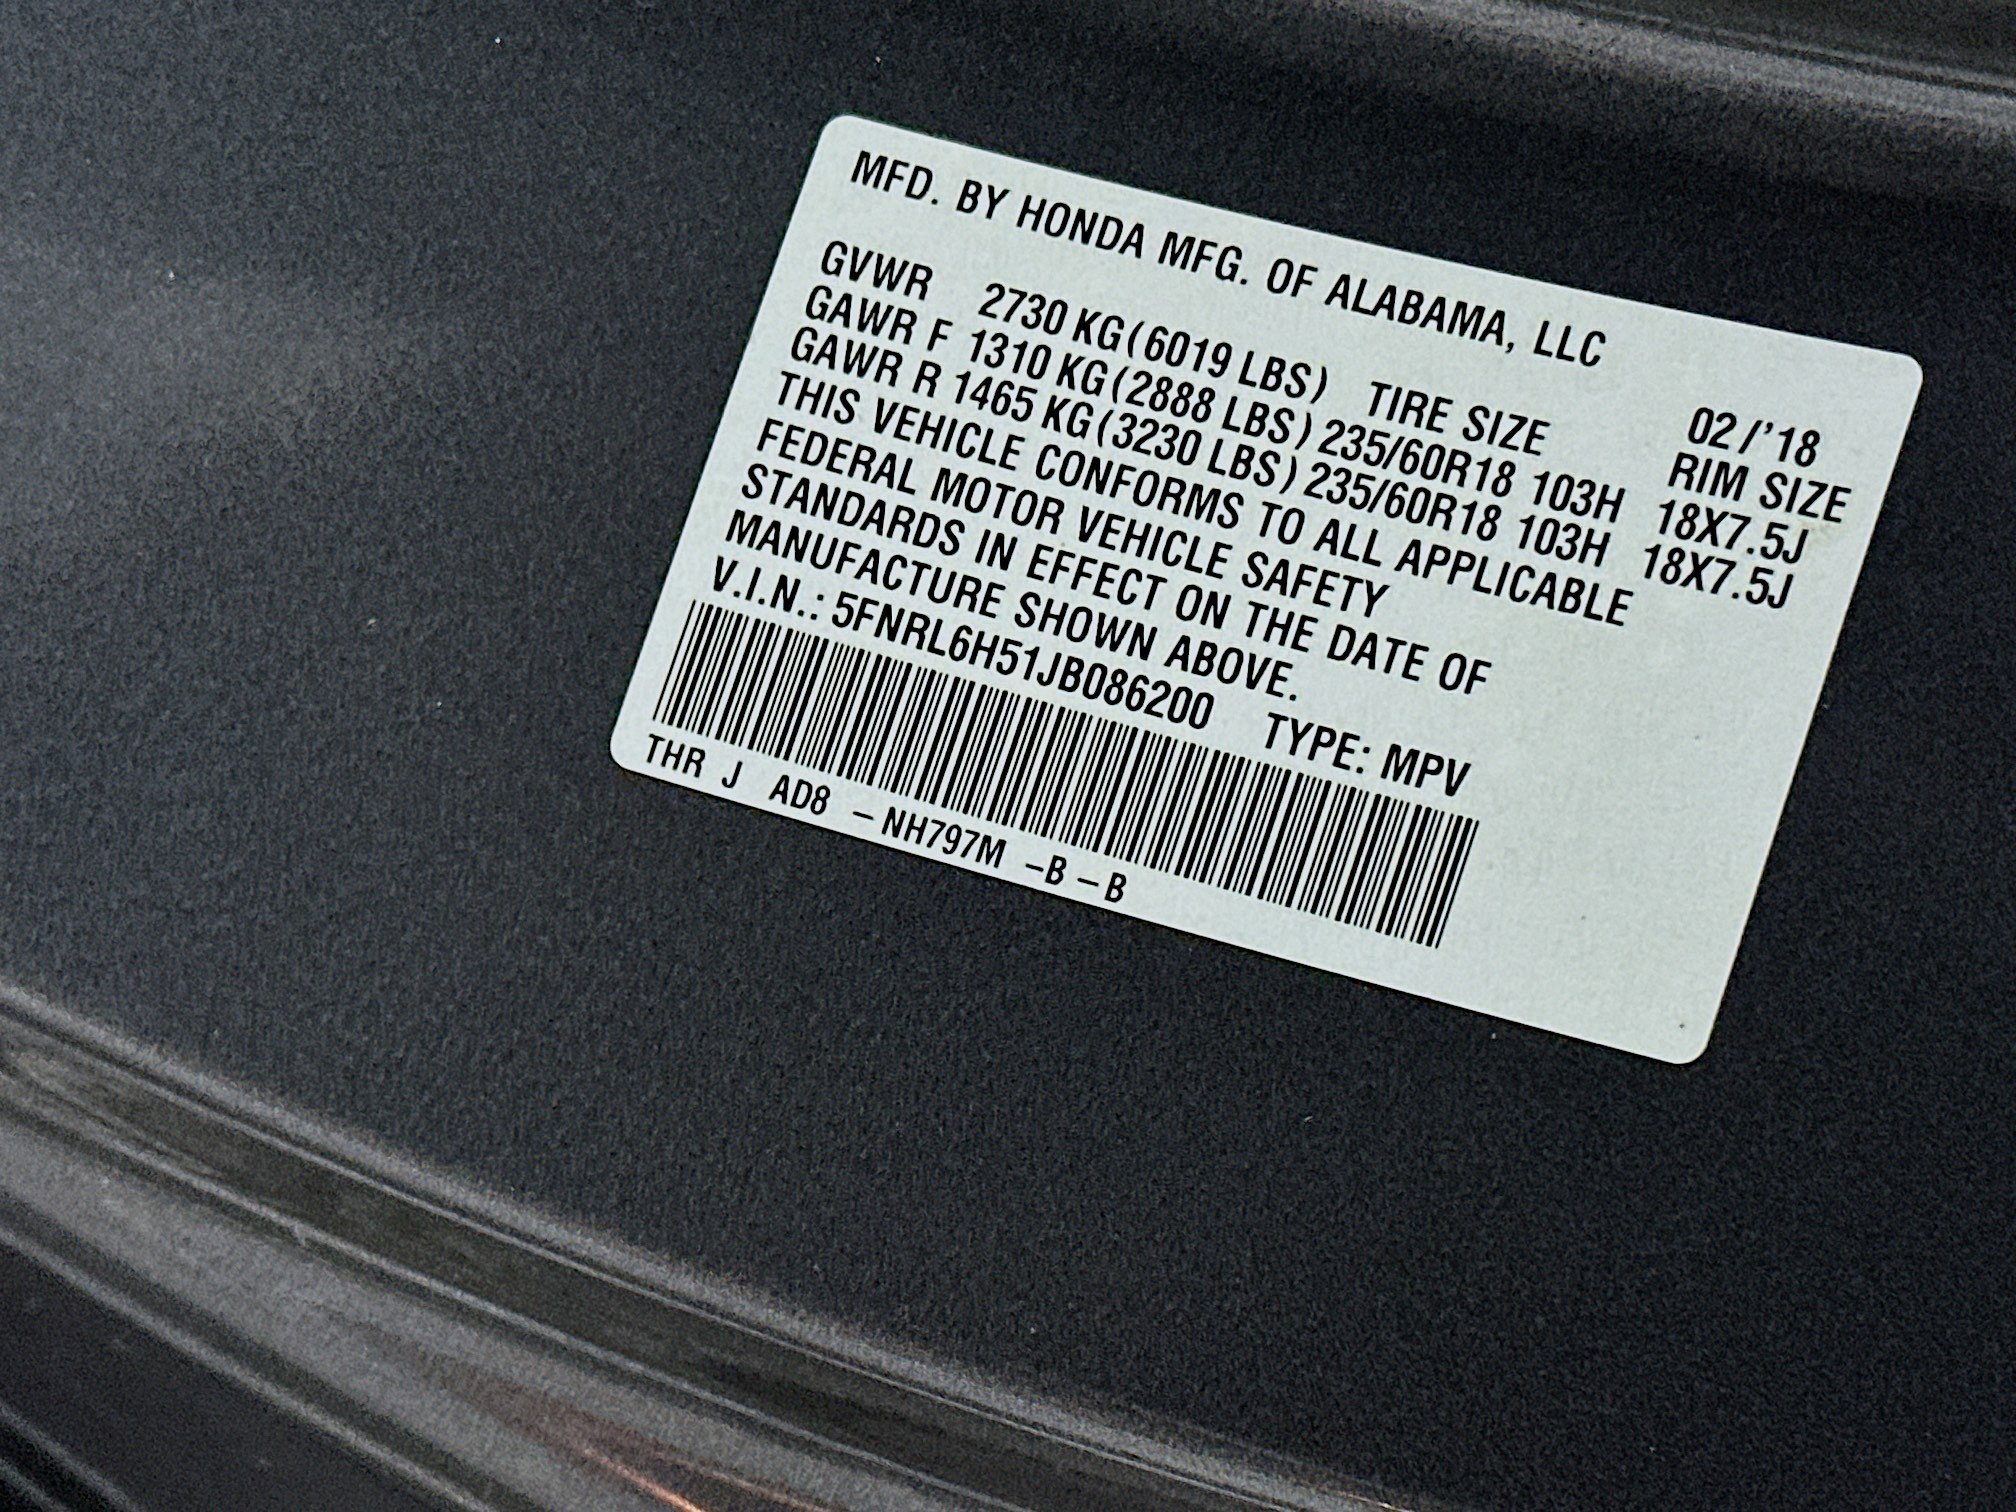 MFD. BY HONDA MFG. OF ALABAMA, LLC
02/'18
GVWR 2730 KG(6019 LBS) TIRE SIZE RIM SIZE
GAWR F 1310 KG(2888 LBS) 235/60R18 103H 18X7.5J
GAWR R 1465 KG(3230 LBS) 235/60R18 103H 18X7.5J
THIS VEHICLE CONFORMS TO ALL APPLICABLE
FEDERAL MOTOR VEHICLE SAFETY
STANDARDS IN EFFECT ON THE DATE OF
MANUFACTURE SHOWN ABOVE.
V.I.N.: 5FNRL6H51JB086200 TYPE: MPV
THR J AD8 –NH797M –B –B